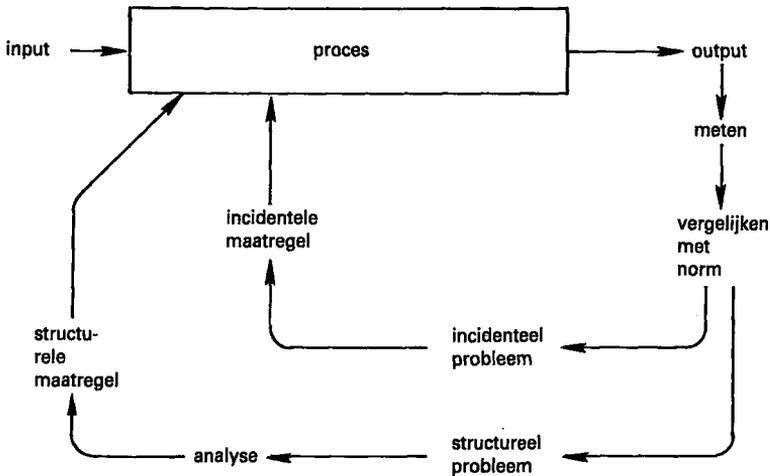 input
proces
output
meten
vergelijken
met
norm
incidentele
maatregel
incidenteel
probleem
structu-
rele
maatregel
analyse
structureel
probleem